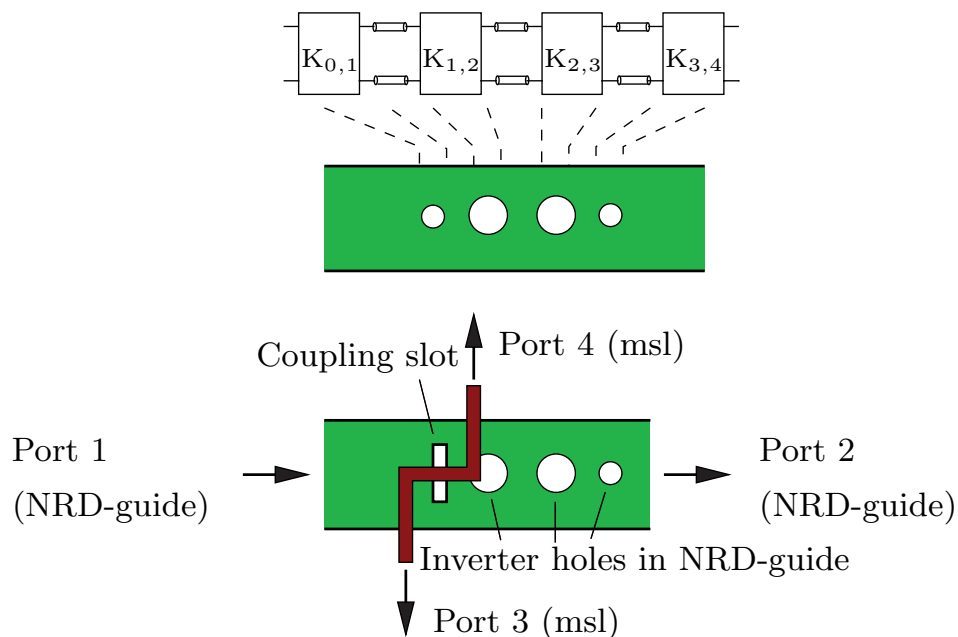 K0,1 K1,2 K2,3 K3,4
Port 4 (msl)
Coupling slot
Port 1
(NRD-guide)
Port 2
(NRD-guide)
Inverter holes in NRD-guide
Port 3 (msl)